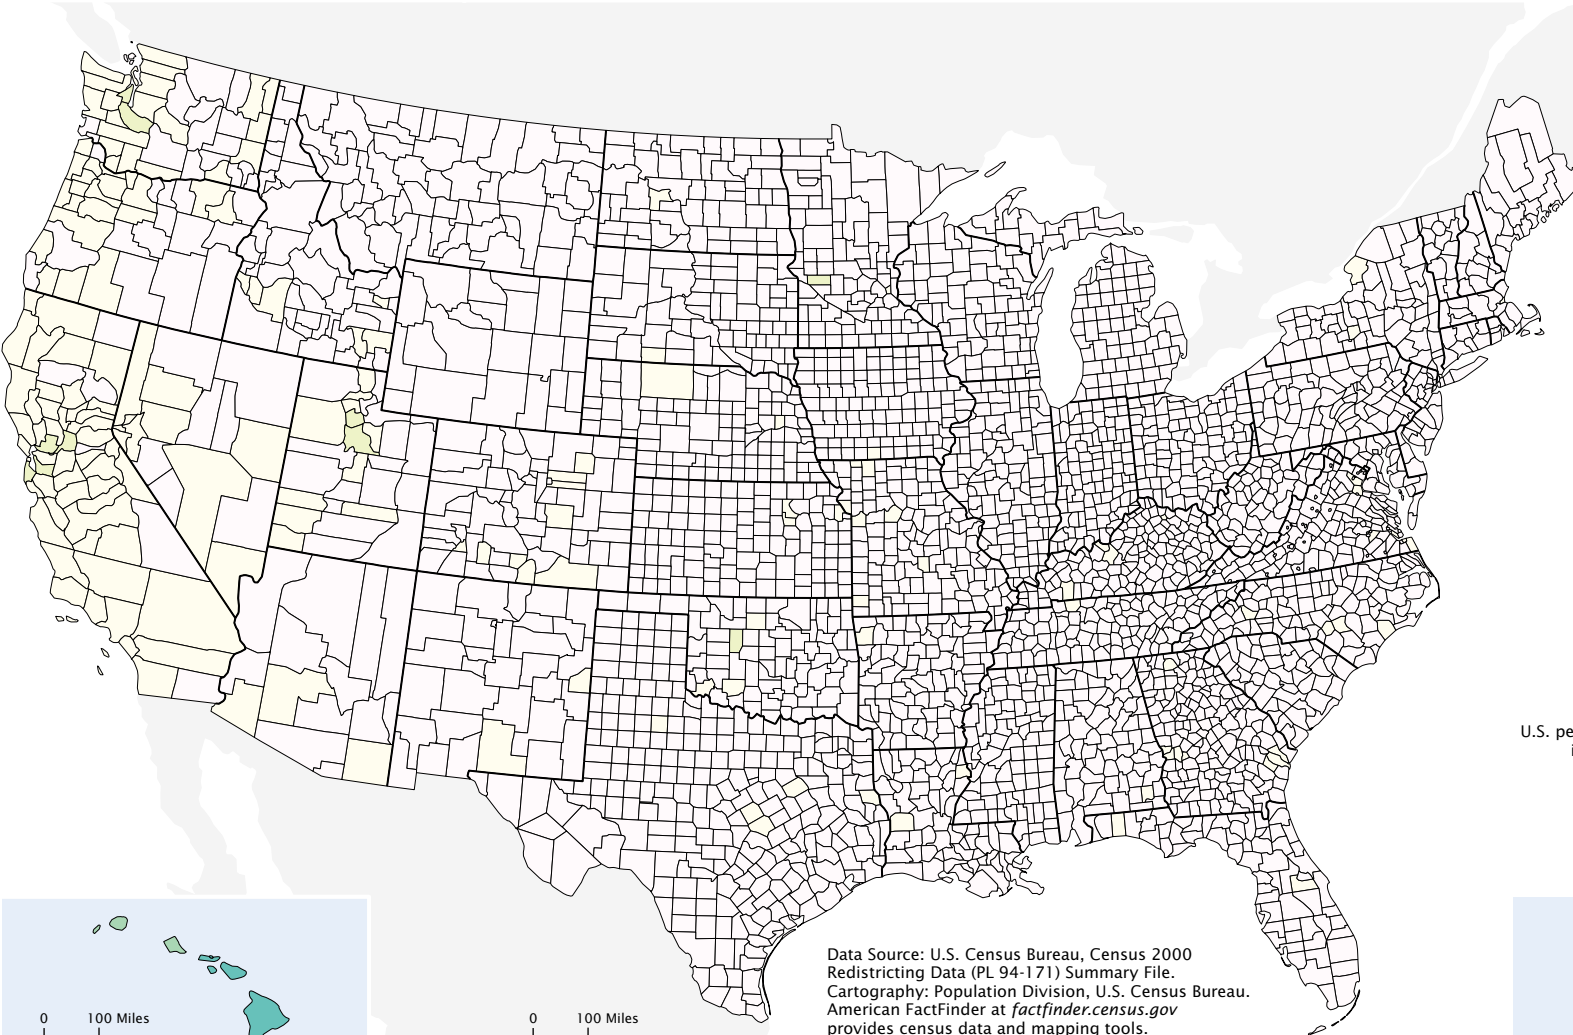 U.S. pe
i
Data Source: U.S. Census Bureau, Census 2000
Redistricting Data (PL 94-171) Summary File.
Cartography: Population Division, U.S. Census Bureau.
American FactFinder at factfinder.census.gov
provides census data and mapping tools.
0 100 Miles
0 100 Miles